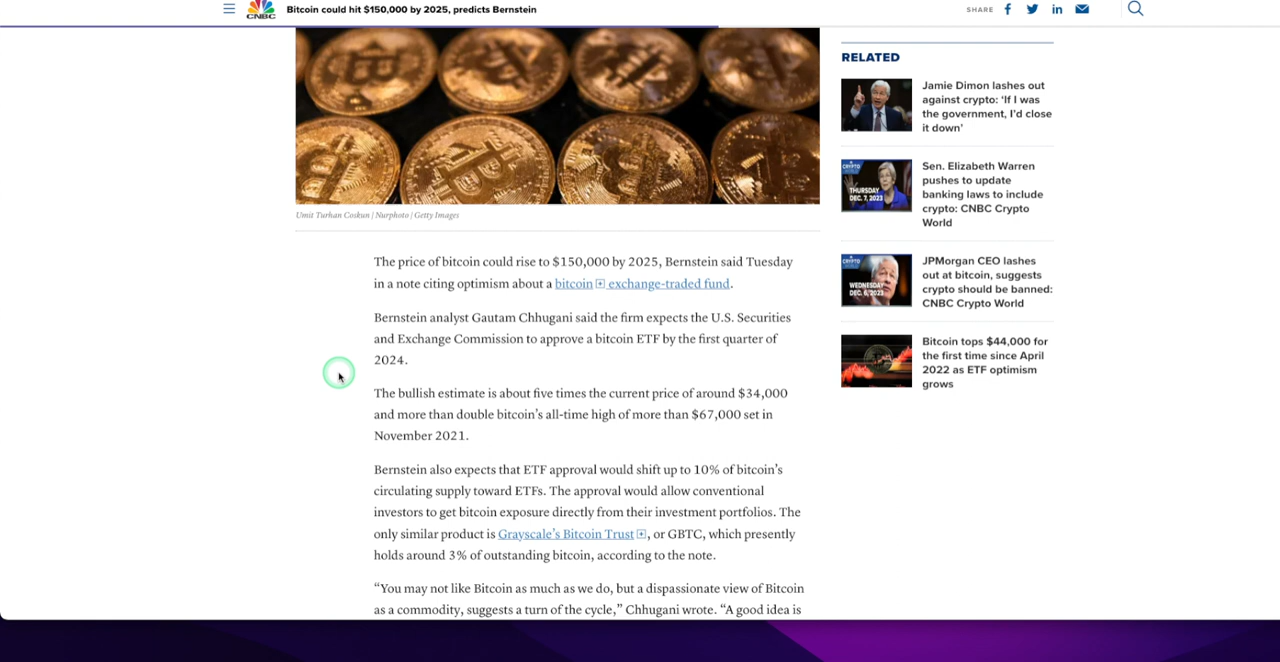 CNBC
Bitcoin could hit $150,000 by 2025, predicts Bernstein
SHARE
Umit Turhan Coskun | Nurphoto | Getty Images
The price of bitcoin could rise to $150,000 by 2025, Bernstein said Tuesday
in a note citing optimism about a bitcoin exchange-traded fund.
Bernstein analyst Gautam Chhugani said the firm expects the U.S. Securities
and Exchange Commission to approve a bitcoin ETF by the first quarter of
2024.
The bullish estimate is about five times the current price of around $34,000
and more than double bitcoin’s all-time high of more than $67,000 set in
November 2021.
Bernstein also expects that ETF approval would shift up to 10% of bitcoin’s
circulating supply toward ETFs. The approval would allow conventional
investors to get bitcoin exposure directly from their investment portfolios. The
only similar product is Grayscale’s Bitcoin Trust, or GBTC, which presently
holds around 3% of outstanding bitcoin, according to the note.
“You may not like Bitcoin as much as we do, but a dispassionate view of Bitcoin
as a commodity, suggests a turn of the cycle,” Chhugani wrote. “A good idea is
RELATED
Jamie Dimon lashes out
against crypto: ‘If I was
the government, I’d close
it down’
CRYPTO
THURSDAY
DEC. 7, 2023
Sen. Elizabeth Warren
pushes to update
banking laws to include
crypto: CNBC Crypto
World
CRYPTO
WEDNESDAY
DEC. 6, 2023
JPMorgan CEO lashes
out at bitcoin, suggests
crypto should be banned:
CNBC Crypto World
Bitcoin tops $44,000 for
the first time since April
2022 as ETF optimism
grows